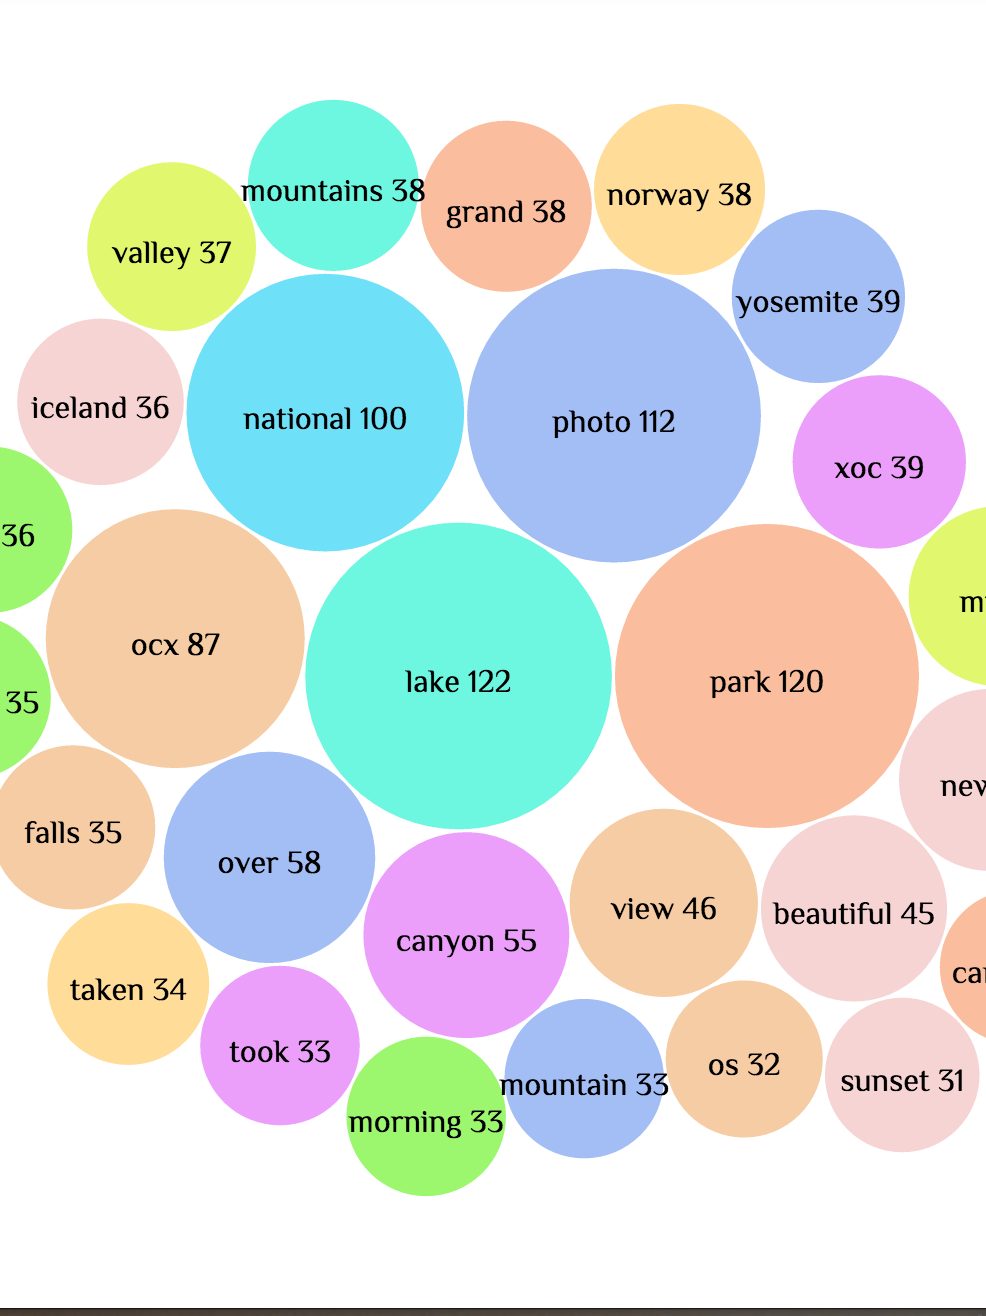 mountains 38
grand 38
norway 38
valley 37
yosemite 39
iceland 36
national 100
photo 112
xoc 39
36
ocx 87
lake 122
park 120
35
falls 35
over 58
canyon 55
view 46
beautiful 45
taken 34
took 33
morning 33
mountain 33
os 32
sunset 31